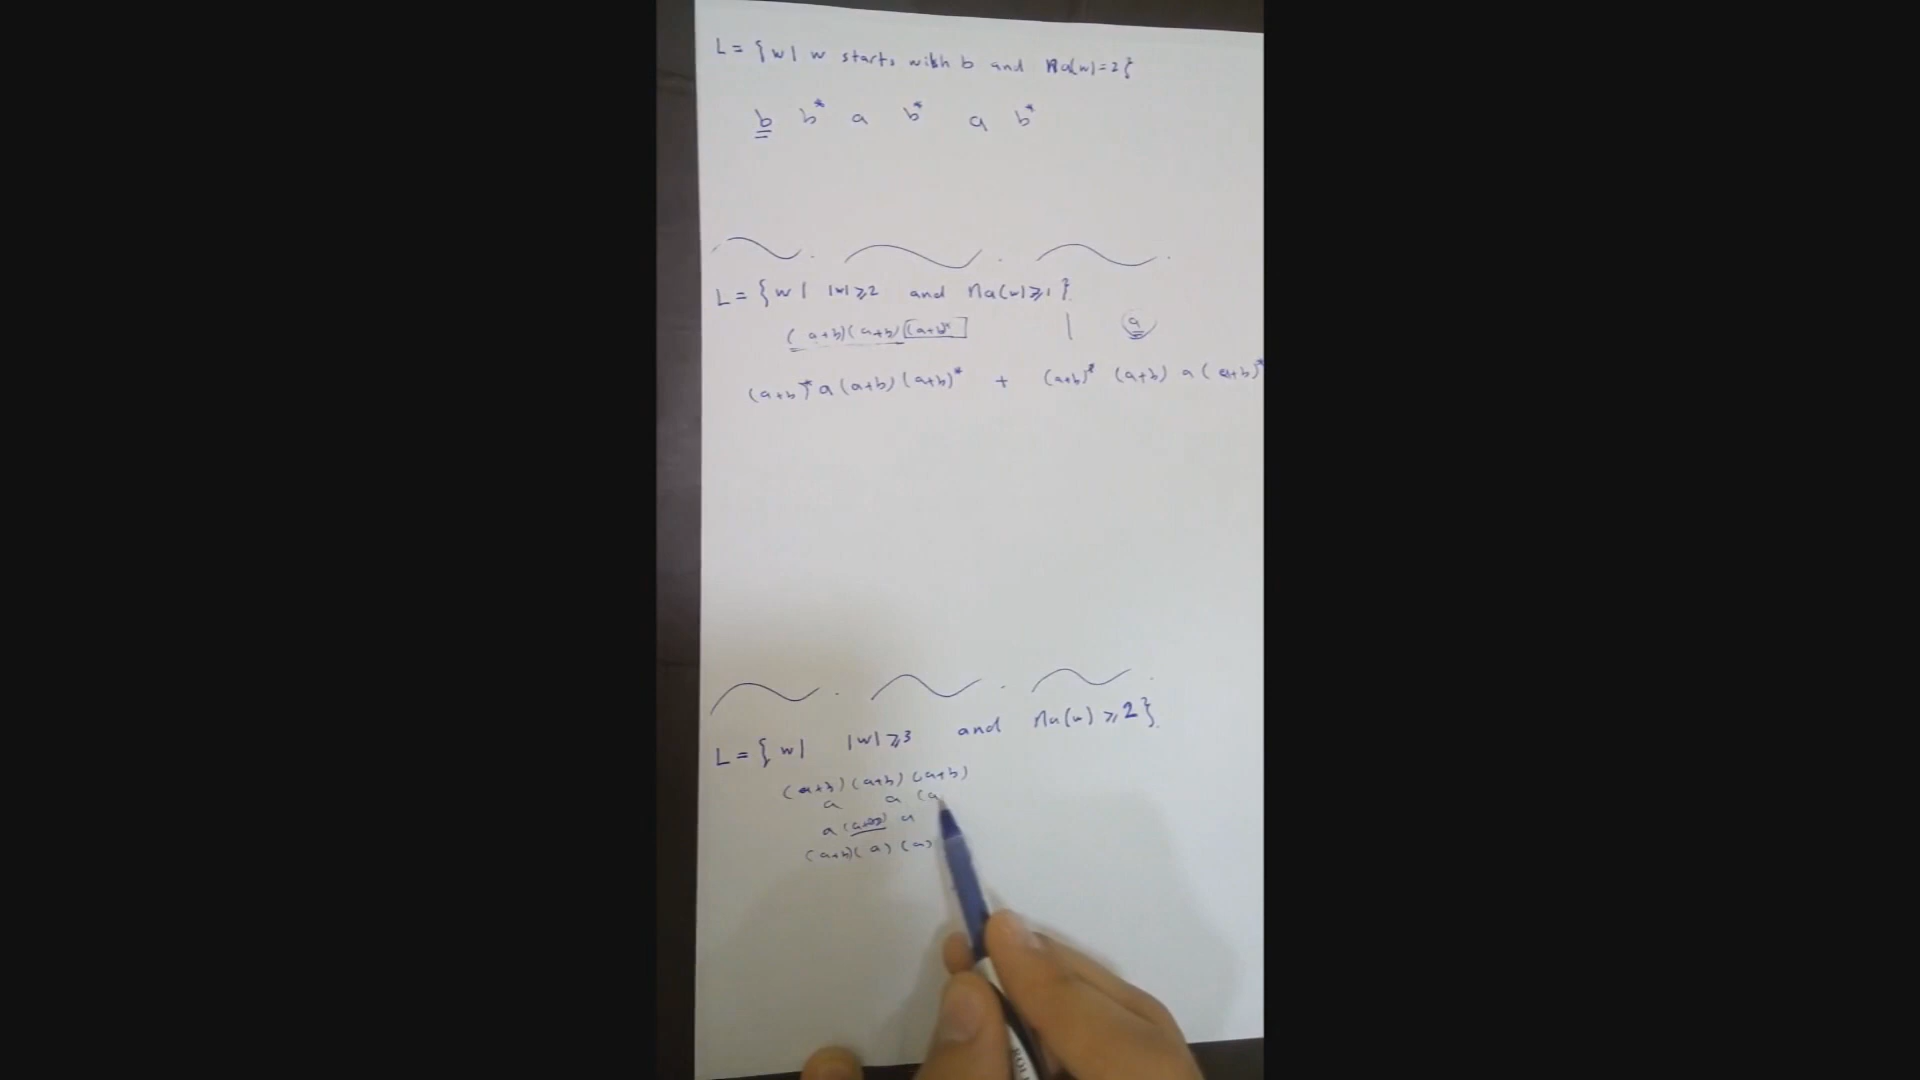 L = {w| w starts with b and na(w)=2}
b b* a b* a b*
L = {w| |w|⩾2 and na(w)⩾1}
(a+b)(a+b)(a+b)* | a
(a+b)* a (a+b) (a+b)* + (a+b)* (a+b) a (a+b)*
L = { w| |w|⩾3 and na(w)⩾2}
(a+b)(a+b)(a+b)
a a (a
a (a+b) a
(a+b)(a)(a)